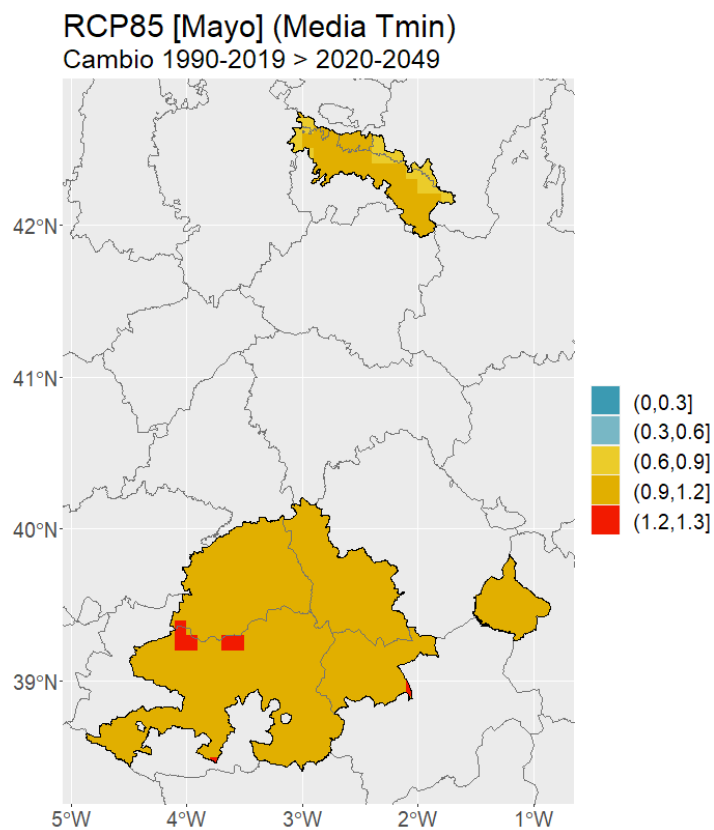 RCP85 [Mayo] (Media Tmin)
Cambio 1990-2019 > 2020-2049
42°N
41°N
40°N
39°N
5°W 4°W 3°W 2°W 1°W
(0,0.3]
(0.3,0.6]
(0.6,0.9]
(0.9,1.2]
(1.2,1.3]